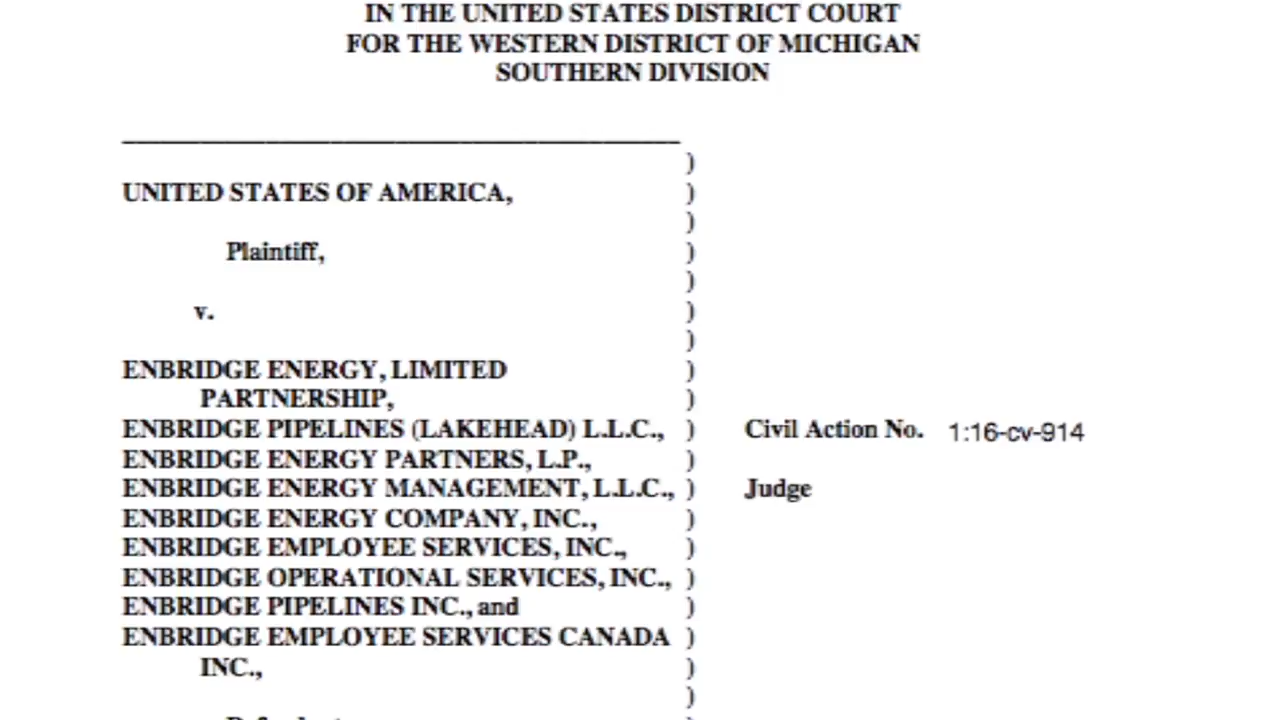 IN THE UNITED STATES DISTRICT COURT
FOR THE WESTERN DISTRICT OF MICHIGAN
SOUTHERN DIVISION
)
UNITED STATES OF AMERICA, )
)
Plaintiff, )
)
v. )
)
ENBRIDGE ENERGY, LIMITED )
PARTNERSHIP, )
ENBRIDGE PIPELINES (LAKEHEAD) L.L.C., ) Civil Action No. 1:16-cv-914
ENBRIDGE ENERGY PARTNERS, L.P., )
ENBRIDGE ENERGY MANAGEMENT, L.L.C., ) Judge
ENBRIDGE ENERGY COMPANY, INC., )
ENBRIDGE EMPLOYEE SERVICES, INC., )
ENBRIDGE OPERATIONAL SERVICES, INC., )
ENBRIDGE PIPELINES INC., and )
ENBRIDGE EMPLOYEE SERVICES CANADA )
INC., )
)